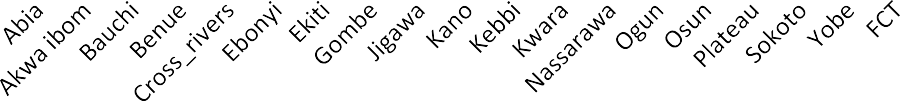 Abia
Akwa ibom
Bauchi
Benue
Cross_rivers
Ebonyi
Ekiti
Gombe
Jigawa
Kano
Kebbi
Kwara
Nassarawa
Ogun
Osun
Plateau
Sokoto
Yobe
FCT